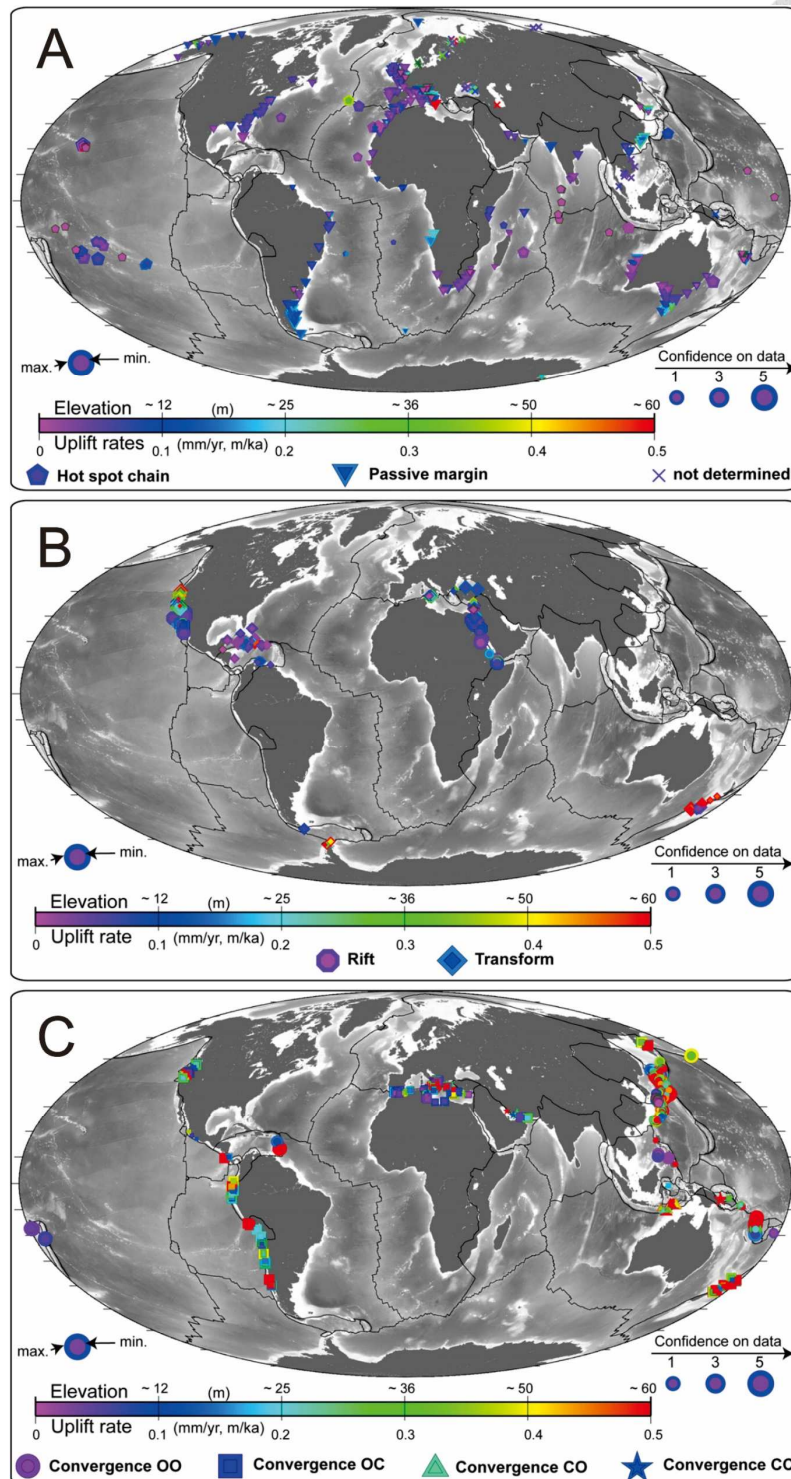 A
max. min.
Confidence on data
1 3 5
Elevation ~12 (m) ~25 ~36 ~50 ~60
0 0.1 0.2 0.3 0.4 0.5
Uplift rates (mm/yr, m/ka)
Hot spot chain Passive margin not determined
B
max. min.
Confidence on data
1 3 5
Elevation ~12 (m) ~25 ~36 ~50 ~60
0 0.1 0.2 0.3 0.4 0.5
Uplift rate (mm/yr, m/ka)
Rift Transform
C
max. min.
Confidence on data
1 3 5
Elevation ~12 (m) ~25 ~36 ~50 ~60
0 0.1 0.2 0.3 0.4 0.5
Uplift rate (mm/yr, m/ka)
Convergence OO Convergence OC Convergence CO Convergence CC